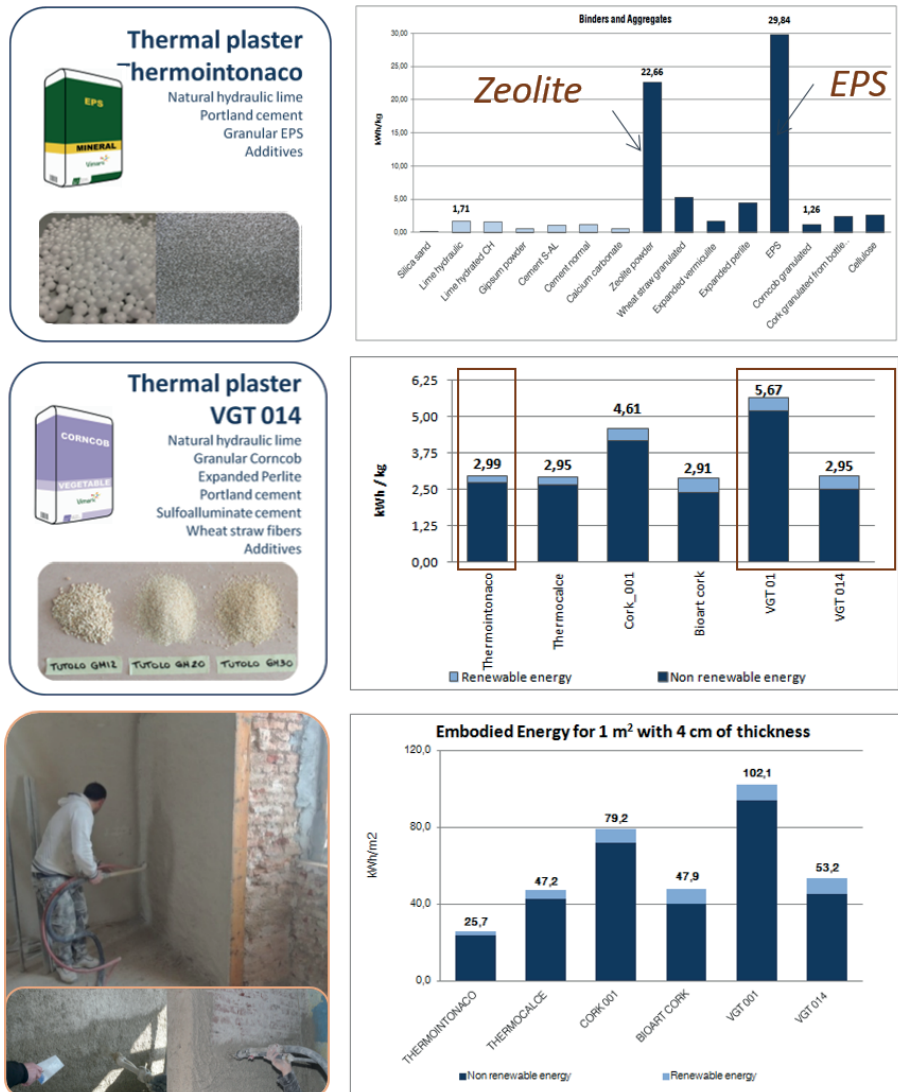 Thermal plaster
Thermointonaco
Natural hydraulic lime
Portland cement
Granular EPS
Additives
EPS
MINERAL
Vimark
Binders and Aggregates
kWh/kg
30,00
25,00
20,00
15,00
10,00
5,00
0,00
1,71
22,66
29,84
1,26
Zeolite
EPS
Silica sand
Lime hydraulic
Lime hydrated CH
Gipsum powder
Cement S-AL
Cement normal
Calcium carbonate
Zeolite powder
Wheat straw granulated
Expanded vermiculite
Expanded perlite
EPS
Corncob granulated
Cork granulated from bottle..
Cellulose
Thermal plaster
VGT 014
Natural hydraulic lime
Granular Corncob
Expanded Perlite
Portland cement
Sulfoalluminate cement
Wheat straw fibers
Additives
CORNCOB
VEGETABLE
Vimark
TUTOLO GM12
TUTOLO GM20
TUTOLO GM30
kWh / kg
6,25
5,00
3,75
2,50
1,25
0,00
2,99
2,95
4,61
2,91
5,67
2,95
Thermointonaco
Thermocalce
Cork_001
Bioart cork
VGT 01
VGT 014
Renewable energy
Non renewable energy
Embodied Energy for 1 m² with 4 cm of thickness
kWh/m2
120,0
80,0
40,0
0,0
25,7
47,2
79,2
47,9
102,1
53,2
THERMOINTONACO
THERMOCALCE
CORK 001
BIOART CORK
VGT 001
VGT 014
Non renewable energy
Renewable energy